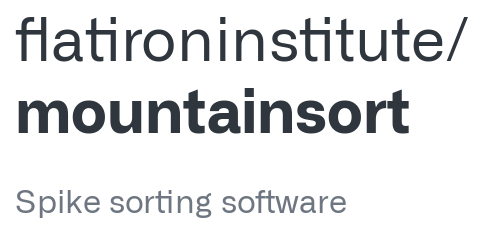 flatironinstitute/
mountainsort
Spike sorting software